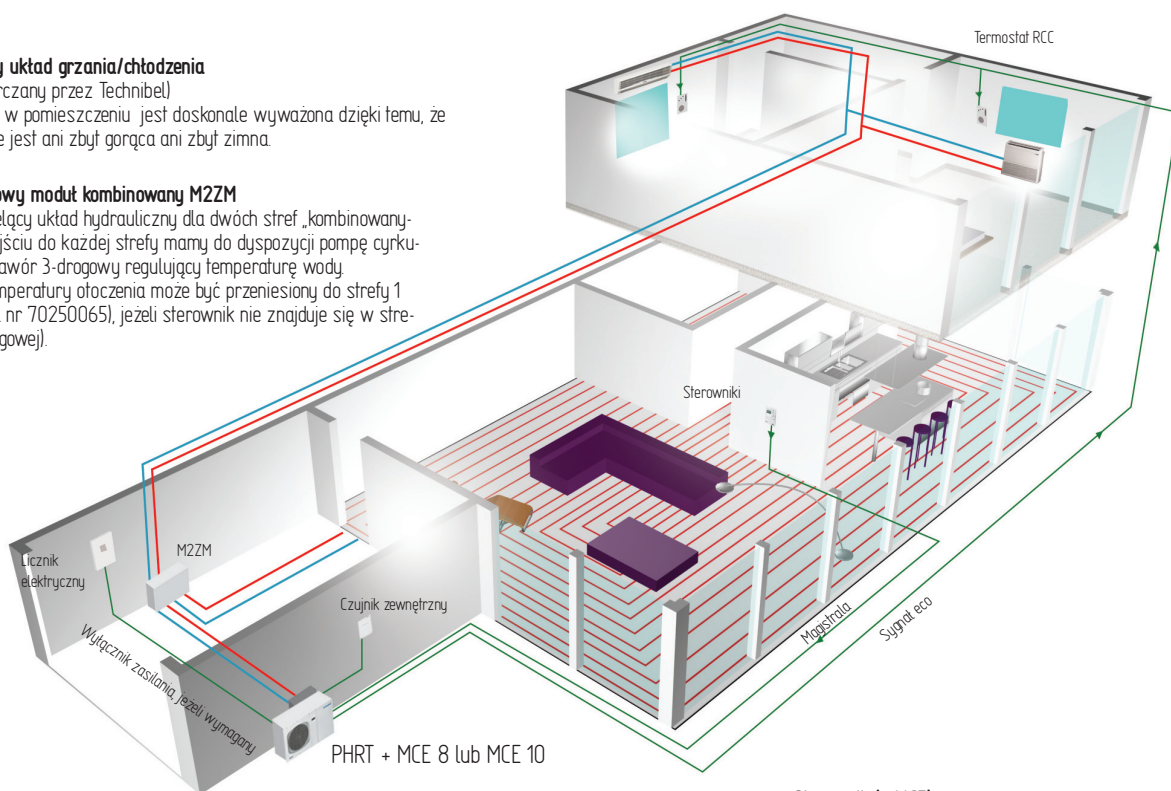 y układ grzania/chłodzenia
rczany przez Technibel)
w pomieszczeniu jest doskonale wyważona dzięki temu, że
e jest ani zbyt gorąca ani zbyt zimna.
owy moduł kombinowany M2ZM
elący układ hydrauliczny dla dwóch stref „kombinowany-
ejściu do każdej strefy mamy do dyspozycji pompę cyrku-
awór 3-drogowy regulujący temperaturę wody.
mperatury otoczenia może być przeniesiony do strefy 1
nr 70250065), jeżeli sterownik nie znajduje się w stre-
gowej).
Termostat RCC
Sterowniki
Licznik
elektryczny
M2ZM
Czujnik zewnętrzny
Wyłącznik zasilania, jeżeli wymagany
Magistrala
Sygnał eco
PHRT + MCE 8 lub MCE 10